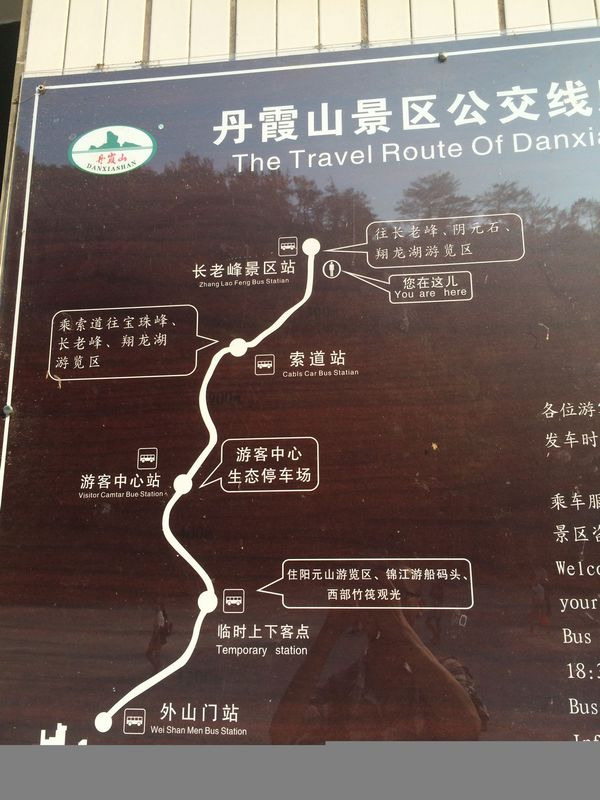 丹霞山景区公交线
The Travel Route Of Danxia
丹霞山
DANXIASHAN
往长老峰、阴元石、
翔龙湖游览区
长老峰景区站
Zhang Lao Feng Bus Statian
您在这儿
You are here
乘索道往宝珠峰、
长老峰、翔龙湖
游览区
索道站
Cabls Car Bus Statian
各位游
发车时
游客中心
生态停车场
游客中心站
Visitor Camtar Bue Station
乘车服
景区咨
Welco
your
Bus
18:3
Bus
住阳元山游览区、锦江游船码头、
西部竹筏观光
临时上下客点
Temporary station
外山门站
Wei Shan Men Bus Station